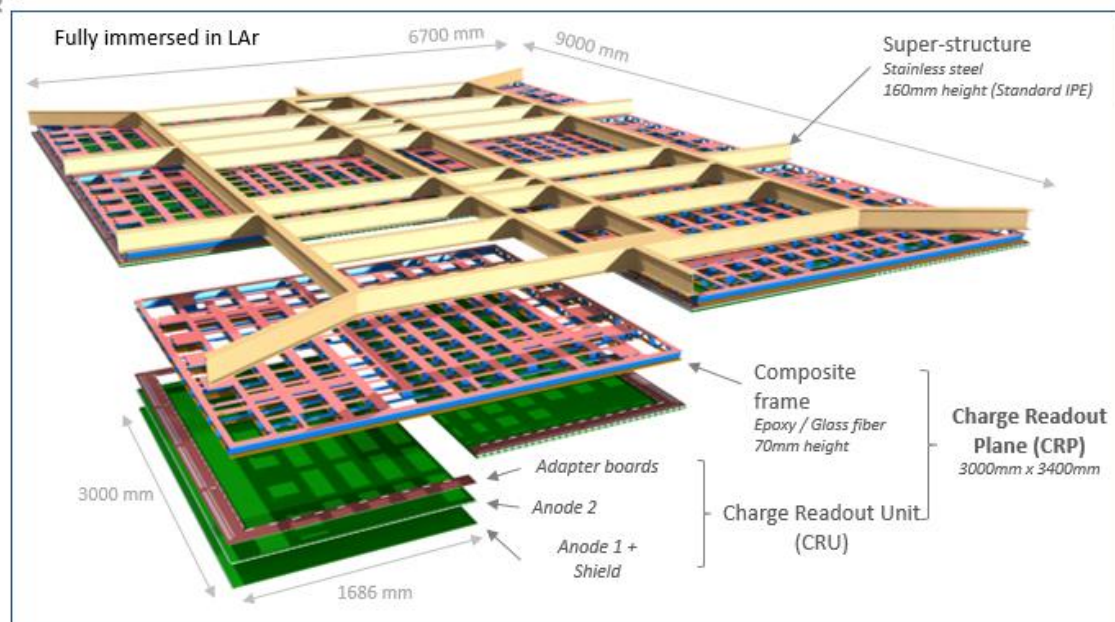 Fully immersed in LAr
6700 mm
9000 mm
Super-structure
Stainless steel
160mm height (Standard IPE)
Composite
frame
Epoxy / Glass fiber
70mm height
Charge Readout
Plane (CRP)
3000mm x 3400mm
Adapter boards
Anode 2
Anode 1 +
Shield
Charge Readout Unit
(CRU)
3000 mm
1686 mm